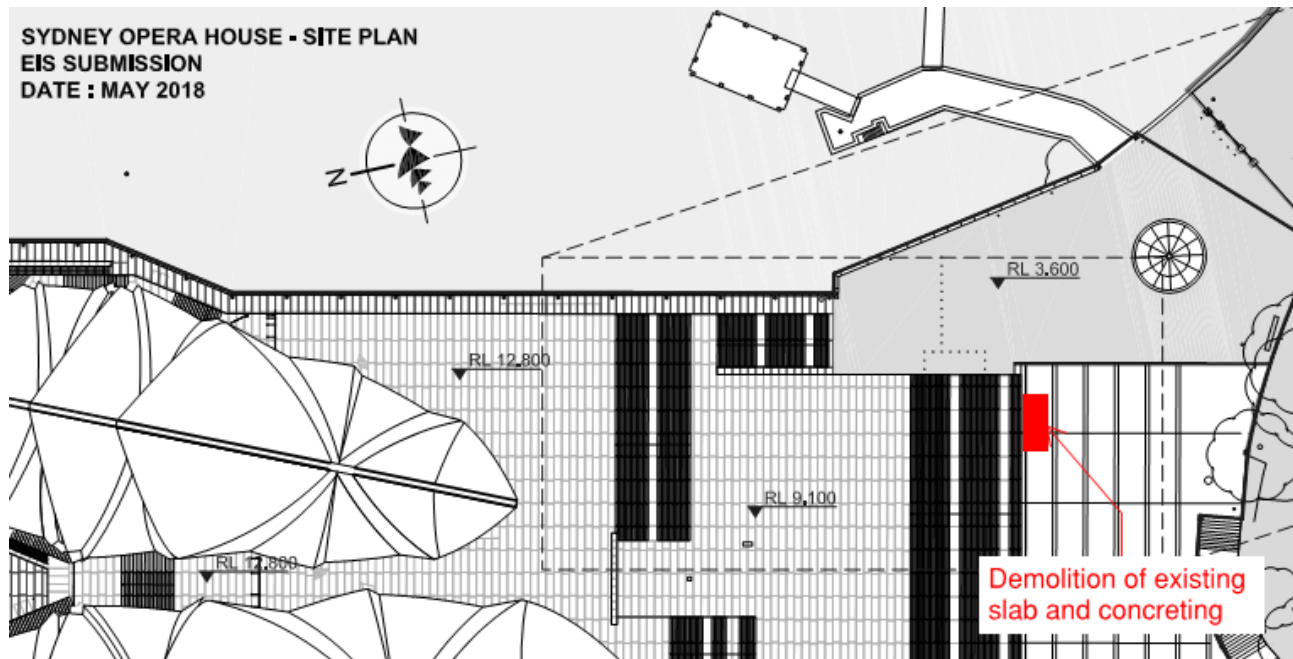 SYDNEY OPERA HOUSE - SITE PLAN
EIS SUBMISSION
DATE : MAY 2018
N
RL 3.600
RL 12.800
RL 9.100
RL 12.800
Demolition of existing
slab and concreting